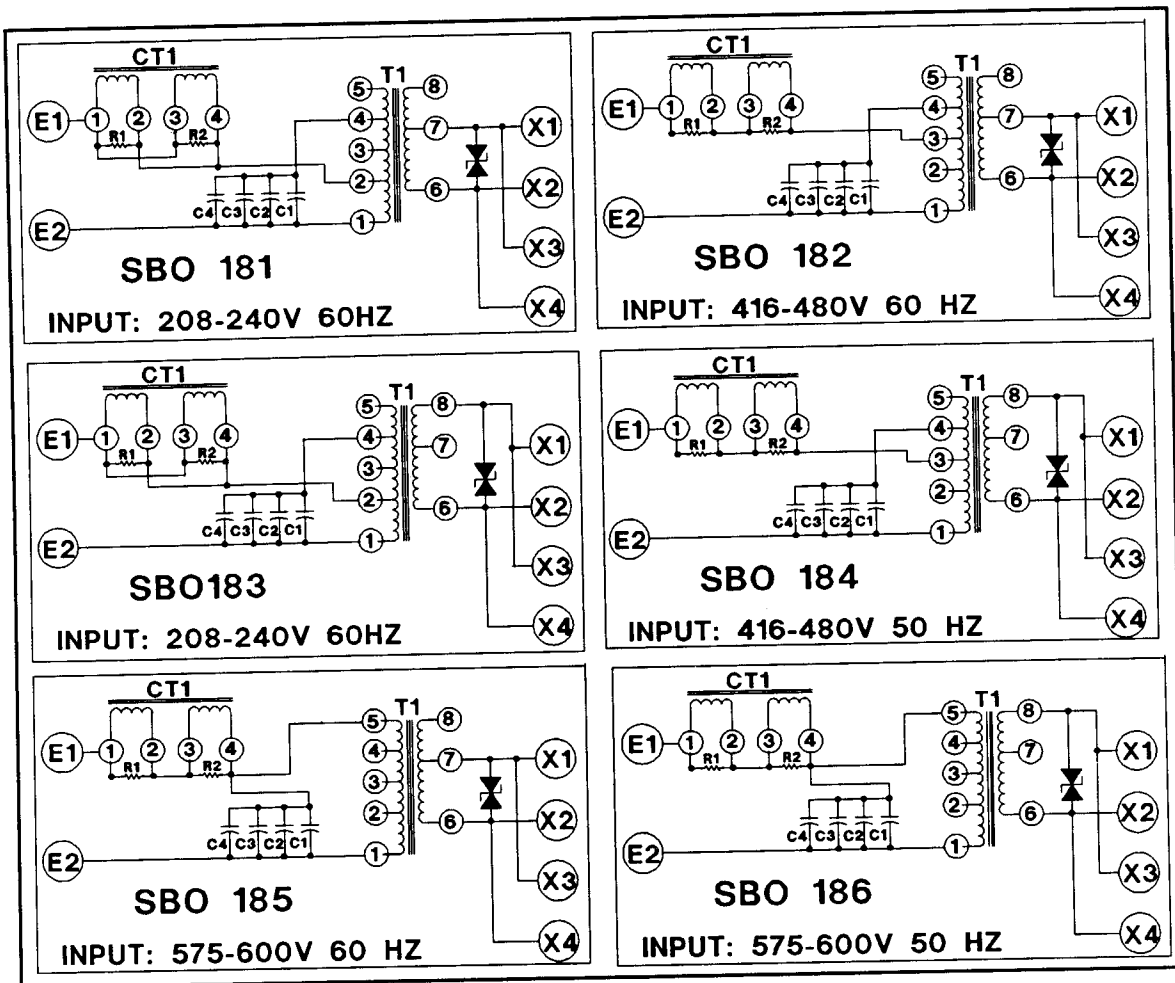 CT1
T1
5 8
E1 1 2 3 4 4 7 X1
R1 R2 3
2 6 X2
C4 C3 C2 C1
E2 1 X3
SBO 181
X4
INPUT: 208-240V 60HZ
CT1
T1
5 8
E1 1 2 3 4 4 7 X1
R1 R2 3
2 6 X2
C4 C3 C2 C1
E2 1 X3
SBO 182
X4
INPUT: 416-480V 60 HZ
CT1
T1
5 8
E1 1 2 3 4 4 7 X1
R1 R2 3
2 6 X2
C4 C3 C2 C1
E2 1 X3
SBO183
X4
INPUT: 208-240V 60HZ
CT1
T1
5 8
E1 1 2 3 4 4 7 X1
R1 R2 3
2 6 X2
C4 C3 C2 C1
E2 1 X3
SBO 184
X4
INPUT: 416-480V 50 HZ
CT1
T1
5 8
E1 1 2 3 4 4 7 X1
R1 R2 3
2 6 X2
C4 C3 C2 C1
E2 1 X3
SBO 185
X4
INPUT: 575-600V 60 HZ
CT1
T1
5 8
E1 1 2 3 4 4 7 X1
R1 R2 3
2 6 X2
C4 C3 C2 C1
E2 1 X3
SBO 186
X4
INPUT: 575-600V 50 HZ